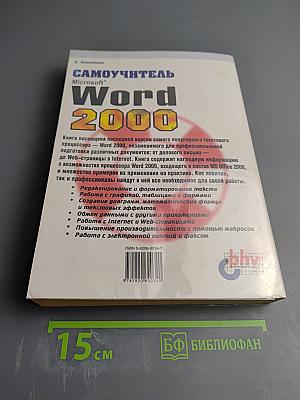 САМОУЧИТЕЛЬ
Microsoft®
Word
2000
Книга посвящена последней версии самого популярного текстового
процессора — Word 2000, незаменимого для профессиональной
подготовки различных документов: от делового письма —
до Web-страницы в Internet. Книга содержит наглядную информацию
о возможностях процессора Word 2000, входящего в состав MS Office 2000,
и множество примеров их применения на практике. Как новички,
так и профессионалы найдут в ней все необходимое для своей работы.
• Редактирование и форматирование текста
• Работа с графикой, таблицами и формами
• Создание диаграмм, математических формул
и текстовых эффектов
• Обмен данными с другими приложениями
• Работа с Internet и Web-страницами
• Повышение производительности с помощью макросов
• Работа с электронной почтой и факсом
bhv
15 см
БФ БИБЛИОФАН